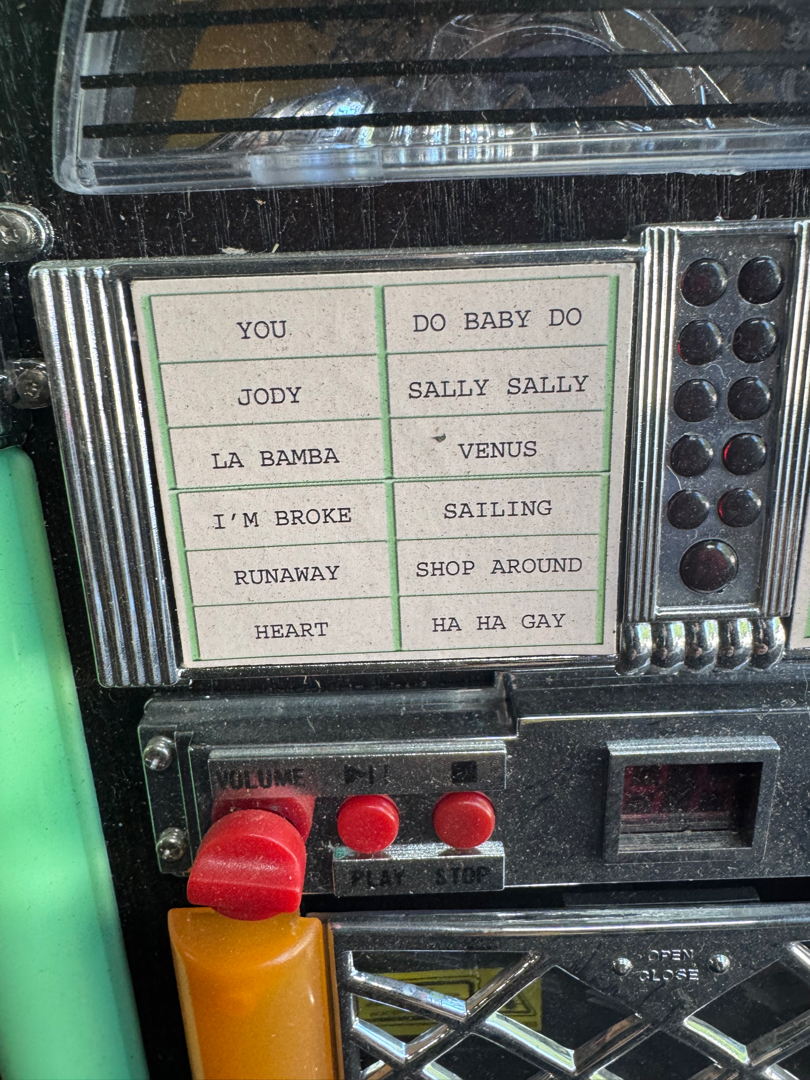 YOU
DO BABY DO
JODY
SALLY SALLY
LA BAMBA
VENUS
I'M BROKE
SAILING
RUNAWAY
SHOP AROUND
HEART
HA HA GAY
VOLUME
PLAY
STOP
OPEN
CLOSE